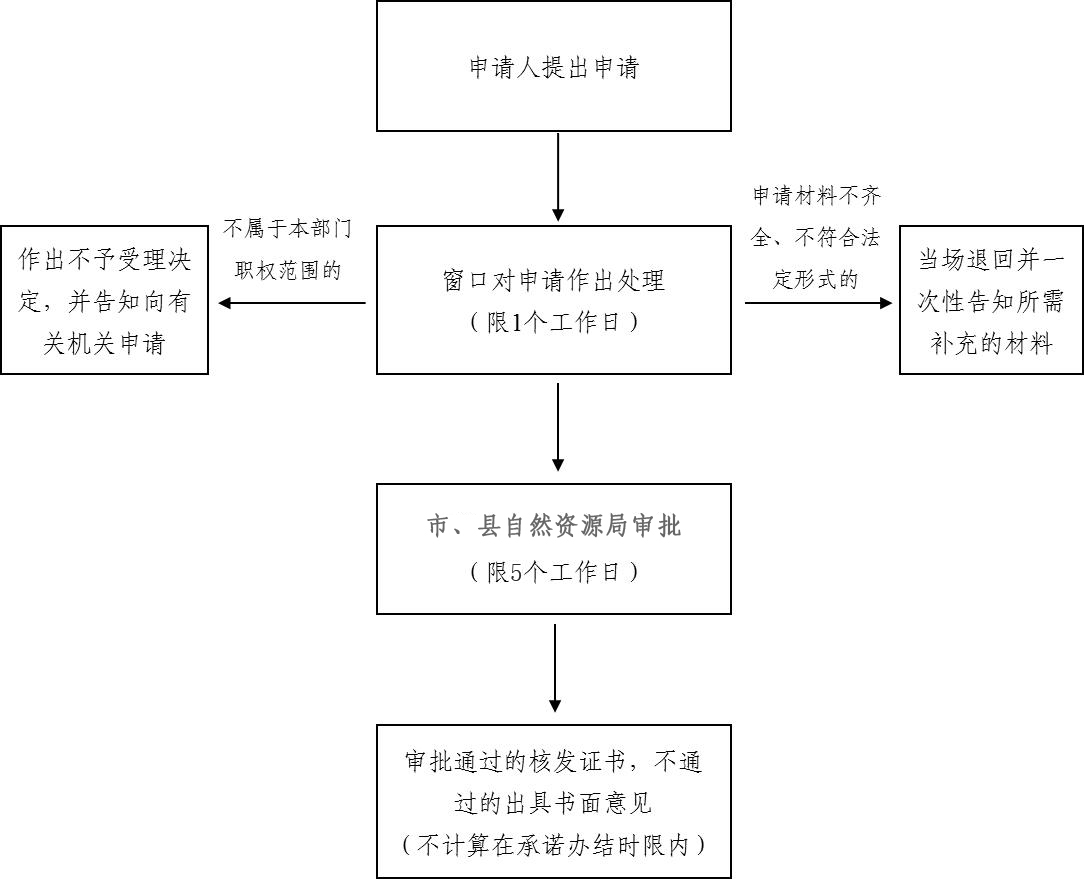 申请人提出申请
不属于本部门
职权范围的
申请材料不齐
全、不符合法
定形式的
作出不予受理决
定，并告知向有
关机关申请
窗口对申请作出处理
（限1个工作日）
当场退回并一
次性告知所需
补充的材料
市、县自然资源局审批
（限5个工作日）
审批通过的核发证书，不通
过的出具书面意见
（不计算在承诺办结时限内）